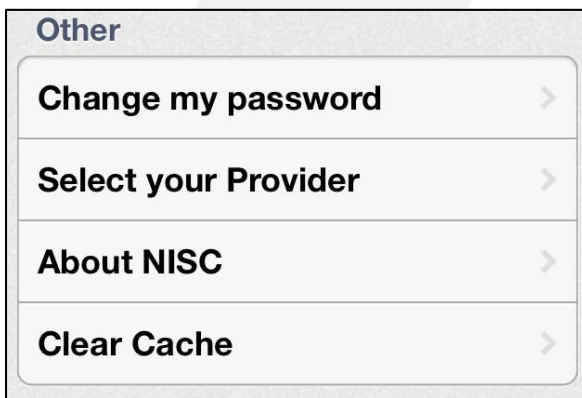 Other
Change my password
Select your Provider
About NISC
Clear Cache